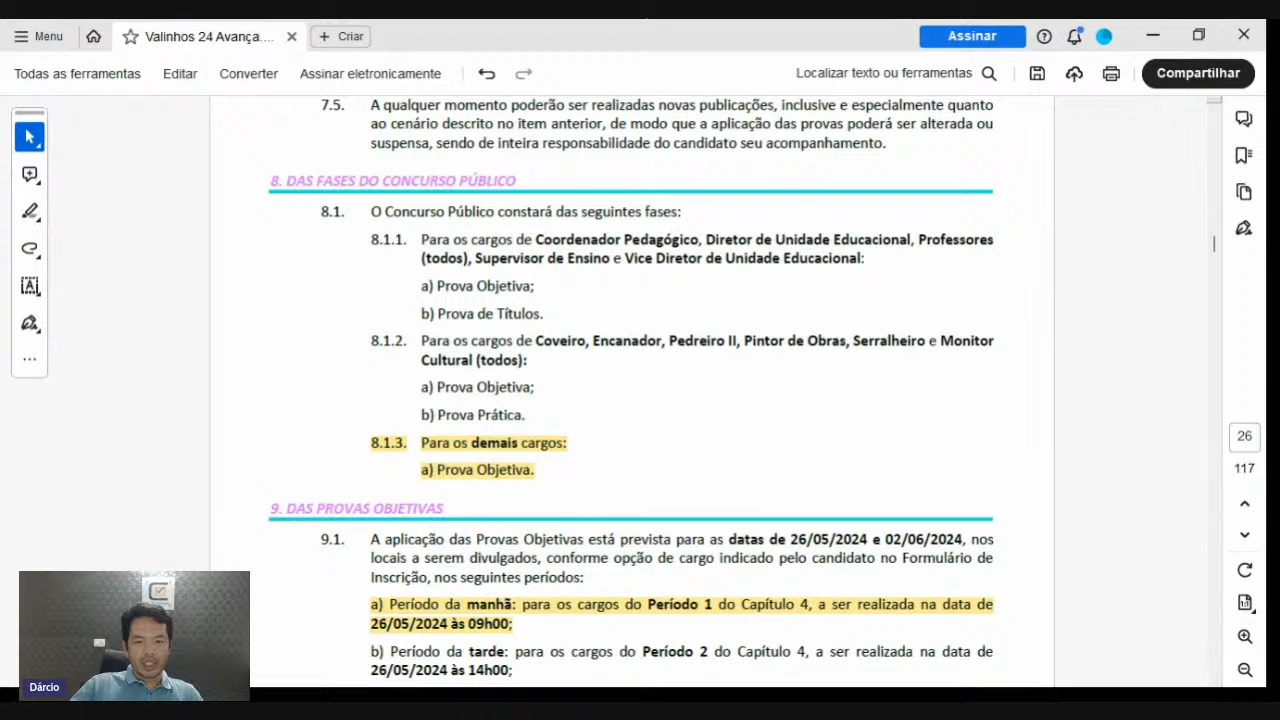 Menu
Valinhos 24 Avança....
Criar
Assinar
Todas as ferramentas
Editar
Converter
Assinar eletronicamente
Localizar texto ou ferramentas
Compartilhar
7.5. A qualquer momento poderão ser realizadas novas publicações, inclusive e especialmente quanto
ao cenário descrito no item anterior, de modo que a aplicação das provas poderá ser alterada ou
suspensa, sendo de inteira responsabilidade do candidato seu acompanhamento.
8. DAS FASES DO CONCURSO PÚBLICO
8.1. O Concurso Público constará das seguintes fases:
8.1.1. Para os cargos de Coordenador Pedagógico, Diretor de Unidade Educacional, Professores
(todos), Supervisor de Ensino e Vice Diretor de Unidade Educacional:
a) Prova Objetiva;
b) Prova de Títulos.
8.1.2. Para os cargos de Coveiro, Encanador, Pedreiro II, Pintor de Obras, Serralheiro e Monitor
Cultural (todos):
a) Prova Objetiva;
b) Prova Prática.
8.1.3. Para os demais cargos:
a) Prova Objetiva.
9. DAS PROVAS OBJETIVAS
9.1. A aplicação das Provas Objetivas está prevista para as datas de 26/05/2024 e 02/06/2024, nos
locais a serem divulgados, conforme opção de cargo indicado pelo candidato no Formulário de
Inscrição, nos seguintes períodos:
a) Período da manhã: para os cargos do Período 1 do Capítulo 4, a ser realizada na data de
26/05/2024 às 09h00;
b) Período da tarde: para os cargos do Período 2 do Capítulo 4, a ser realizada na data de
26/05/2024 às 14h00;
26
117
Dárcio